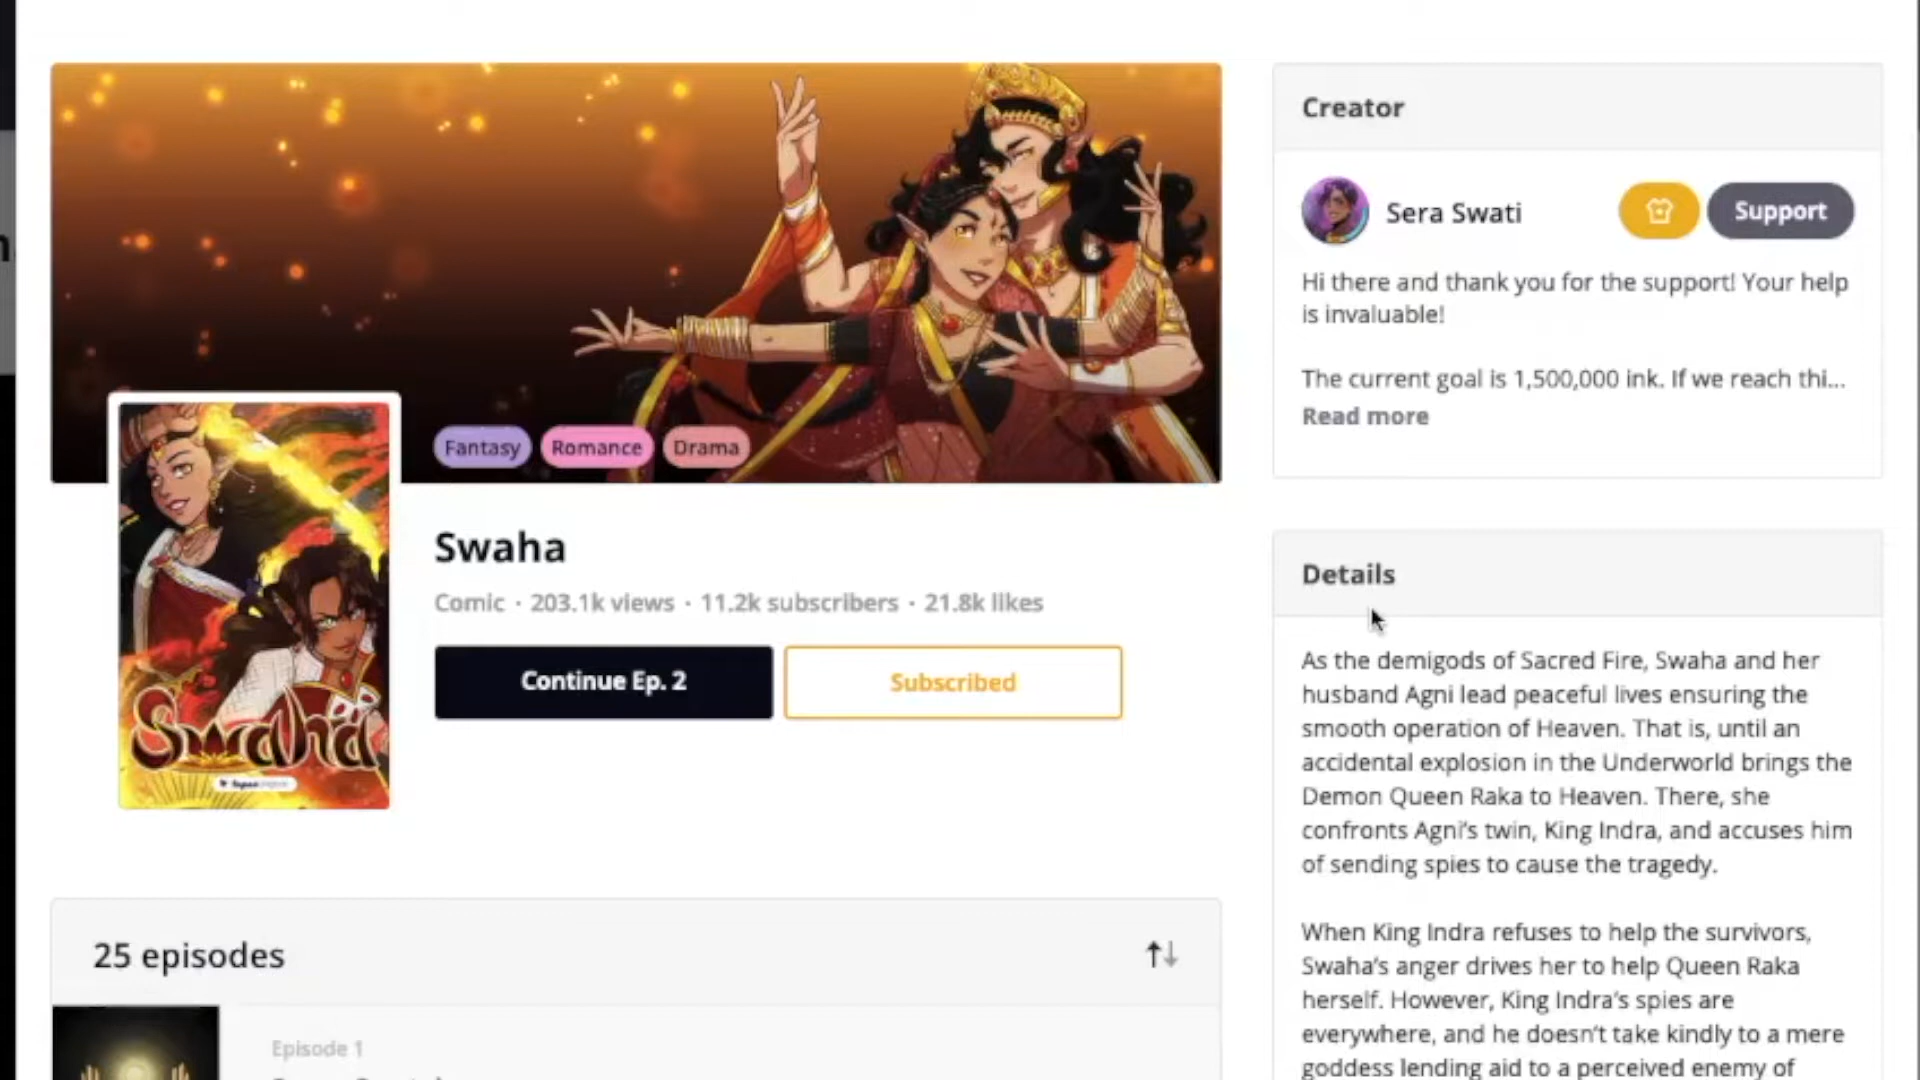 Creator
Sera Swati
Support
Hi there and thank you for the support! Your help
is invaluable!
The current goal is 1,500,000 ink. If we reach thi...
Read more
Fantasy
Romance
Drama
Swaha
Swaha
Comic · 203.1k views · 11.2k subscribers · 21.8k likes
Continue Ep. 2
Subscribed
Details
As the demigods of Sacred Fire, Swaha and her
husband Agni lead peaceful lives ensuring the
smooth operation of Heaven. That is, until an
accidental explosion in the Underworld brings the
Demon Queen Raka to Heaven. There, she
confronts Agni's twin, King Indra, and accuses him
of sending spies to cause the tragedy.
When King Indra refuses to help the survivors,
Swaha's anger drives her to help Queen Raka
herself. However, King Indra's spies are
everywhere, and he doesn't take kindly to a mere
goddess lending aid to a perceived enemy of
25 episodes
Episode 1